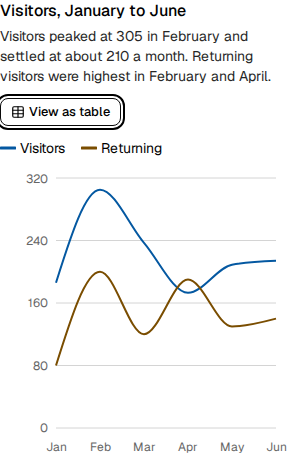 Visitors, January to June
Visitors peaked at 305 in February and
settled at about 210 a month. Returning
visitors were highest in February and April.
View as table
Visitors Returning
320
240
160
80
0
Jan Feb Mar Apr May Jun